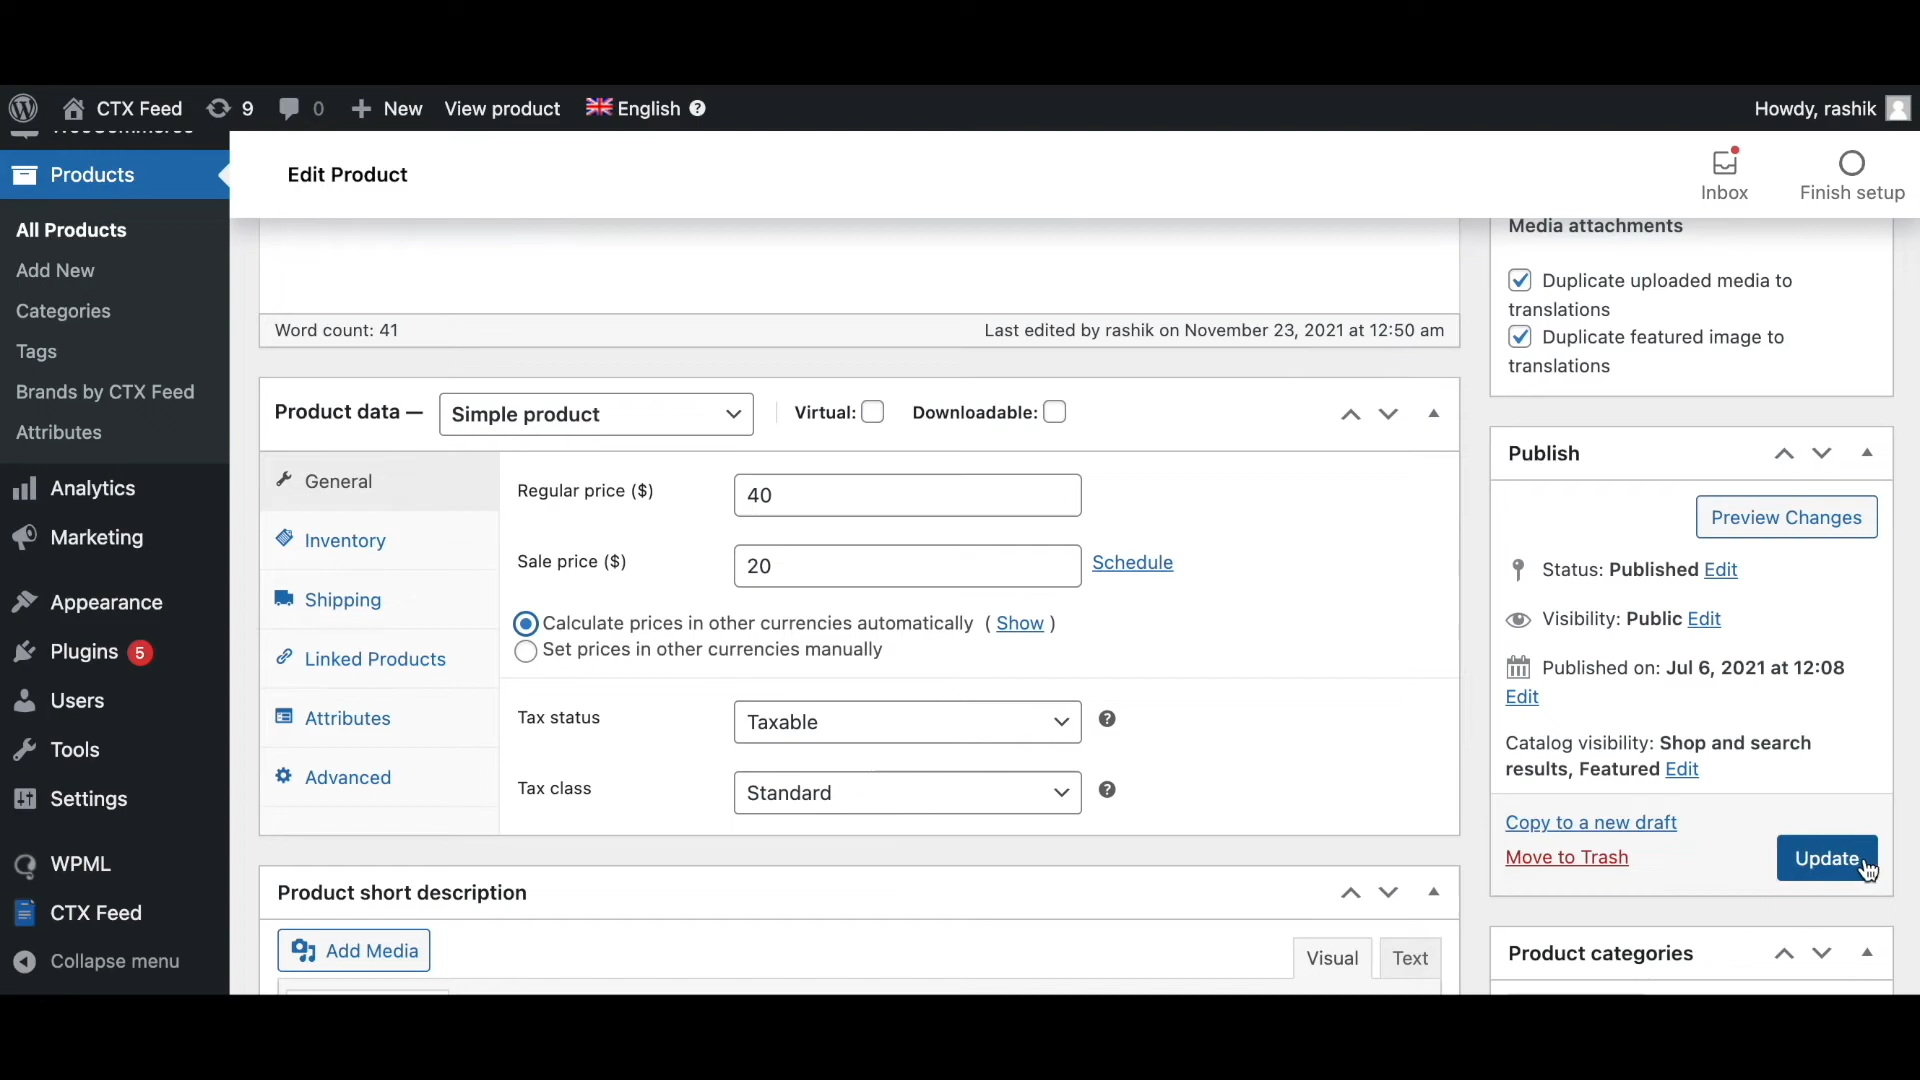 CTX Feed 9 0 New View product English Howdy, rashik
Products
All Products
Add New
Categories
Tags
Brands by CTX Feed
Attributes
Analytics
Marketing
Appearance
Plugins 5
Users
Tools
Settings
WPML
CTX Feed
Collapse menu
Edit Product
Inbox
Finish setup
Word count: 41
Last edited by rashik on November 23, 2021 at 12:50 am
Product data — Simple product Virtual: Downloadable:
General
Inventory
Shipping
Linked Products
Attributes
Advanced
Regular price ($) 40
Sale price ($) 20 Schedule
Calculate prices in other currencies automatically ( Show )
Set prices in other currencies manually
Tax status Taxable
Tax class Standard
Product short description
Add Media
Visual Text
Media attachments
Duplicate uploaded media to
translations
Duplicate featured image to
translations
Publish
Preview Changes
Status: Published Edit
Visibility: Public Edit
Published on: Jul 6, 2021 at 12:08
Edit
Catalog visibility: Shop and search
results, Featured Edit
Copy to a new draft
Move to Trash
Update
Product categories